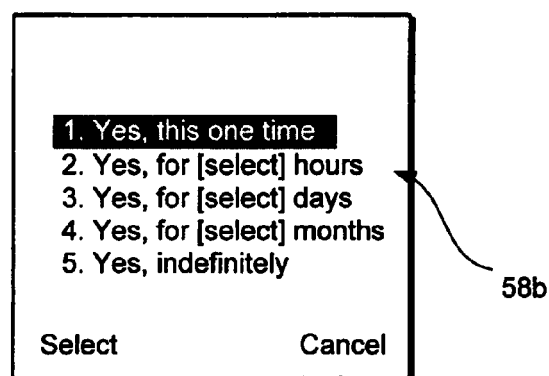 1. Yes, this one time
2. Yes, for [select] hours
3. Yes, for [select] days
4. Yes, for [select] months
5. Yes, indefinitely
58b
Select Cancel